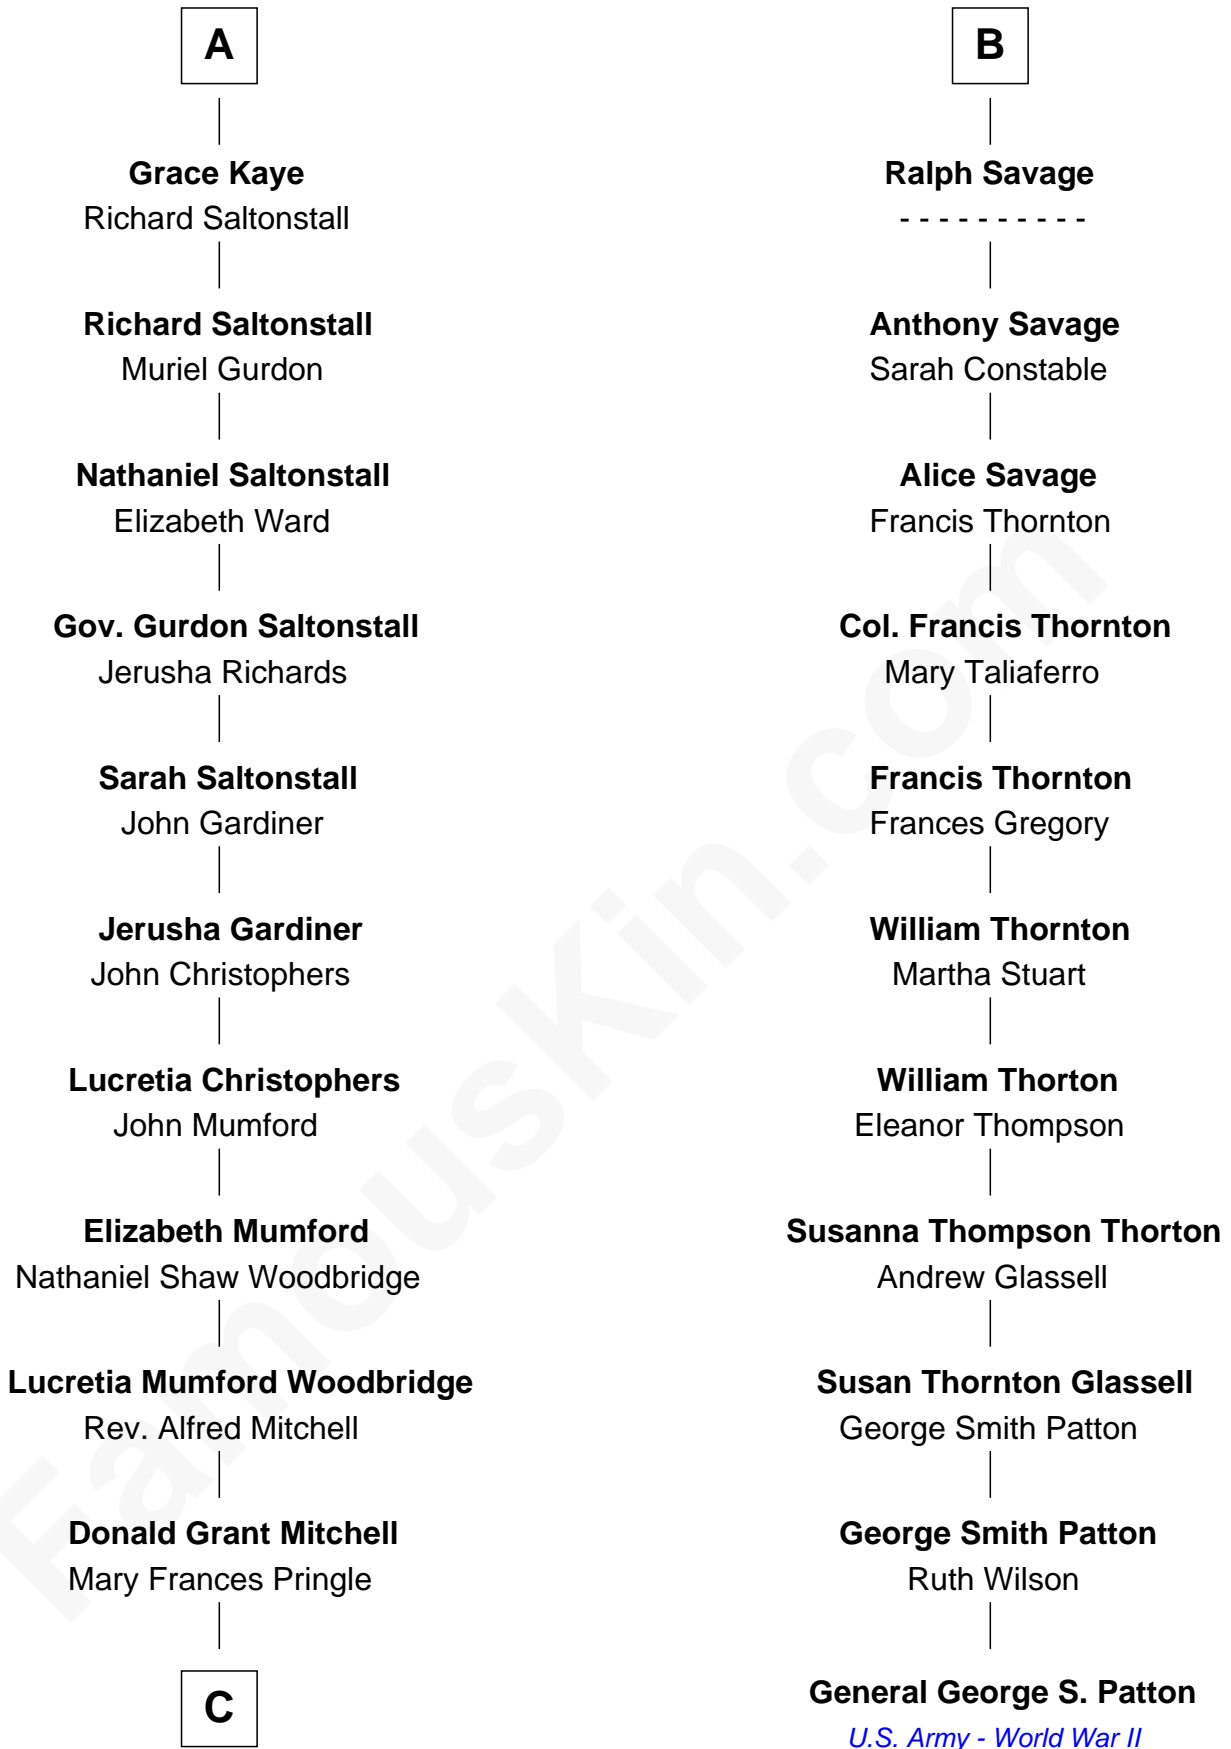 A
Grace Kaye
Richard Saltonstall
Richard Saltonstall
Muriel Gurdon
Nathaniel Saltonstall
Elizabeth Ward
Gov. Gurdon Saltonstall
Jerusha Richards
Sarah Saltonstall
John Gardiner
Jerusha Gardiner
John Christophers
Lucretia Christophers
John Mumford
Elizabeth Mumford
Nathaniel Shaw Woodbridge
Lucretia Mumford Woodbridge
Rev. Alfred Mitchell
Donald Grant Mitchell
Mary Frances Pringle
C
B
Ralph Savage
- - - - - - - - - -
Anthony Savage
Sarah Constable
Alice Savage
Francis Thornton
Col. Francis Thornton
Mary Taliaferro
Francis Thornton
Frances Gregory
William Thornton
Martha Stuart
William Thorton
Eleanor Thompson
Susanna Thompson Thorton
Andrew Glassell
Susan Thornton Glassell
George Smith Patton
George Smith Patton
Ruth Wilson
General George S. Patton
U.S. Army - World War II
FamousKin.com